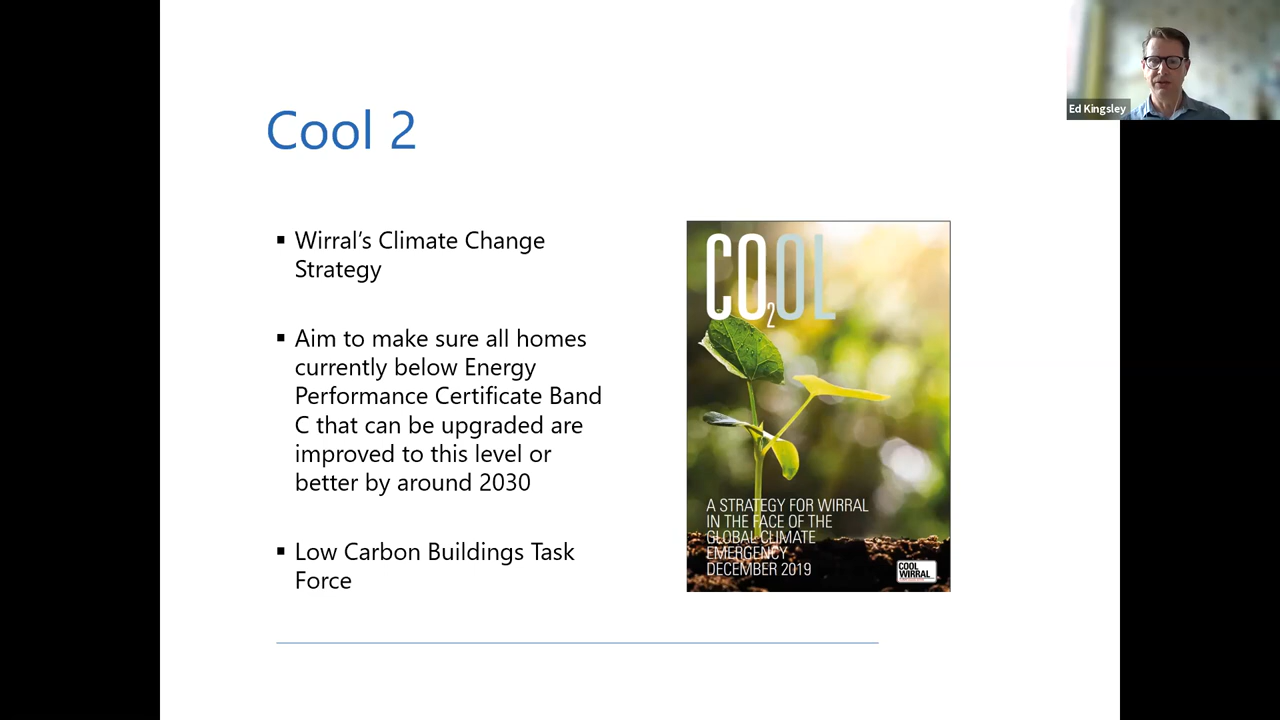 Ed Kingsley
Cool 2
▪ Wirral’s Climate Change
Strategy
▪ Aim to make sure all homes
currently below Energy
Performance Certificate Band
C that can be upgraded are
improved to this level or
better by around 2030
▪ Low Carbon Buildings Task
Force
CO2OL
A STRATEGY FOR WIRRAL
IN THE FACE OF THE
GLOBAL CLIMATE
EMERGENCY
DECEMBER 2019
COOL
WIRRAL